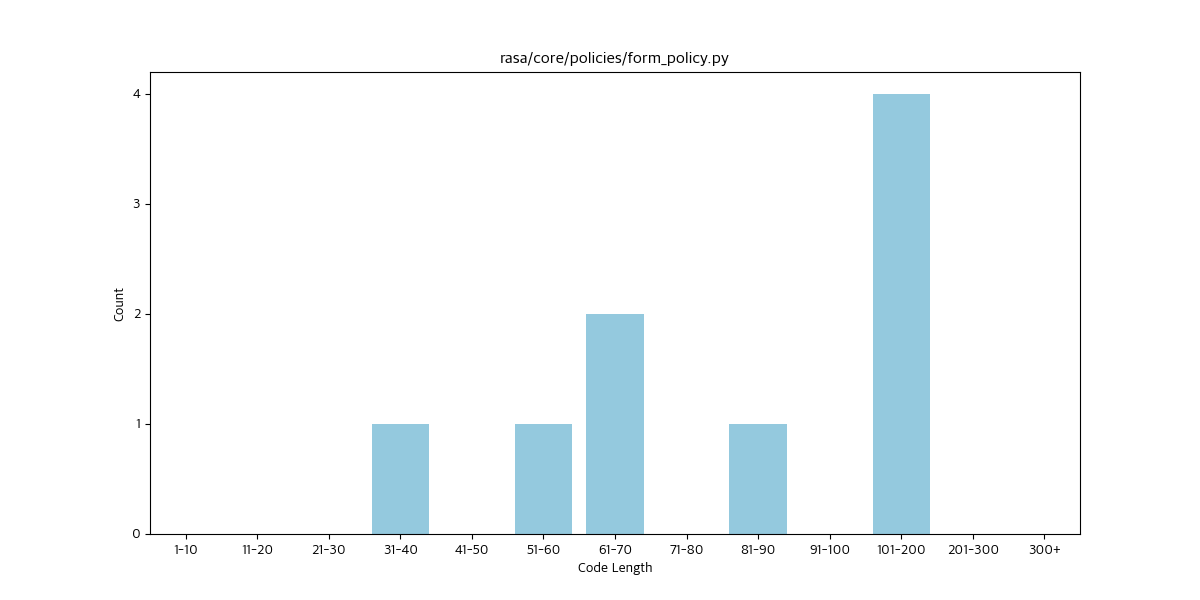 rasa/core/policies/form_policy.py
4
3
2
1
0
Count
1-10 11-20 21-30 31-40 41-50 51-60 61-70 71-80 81-90 91-100 101-200 201-300 300+
Code Length